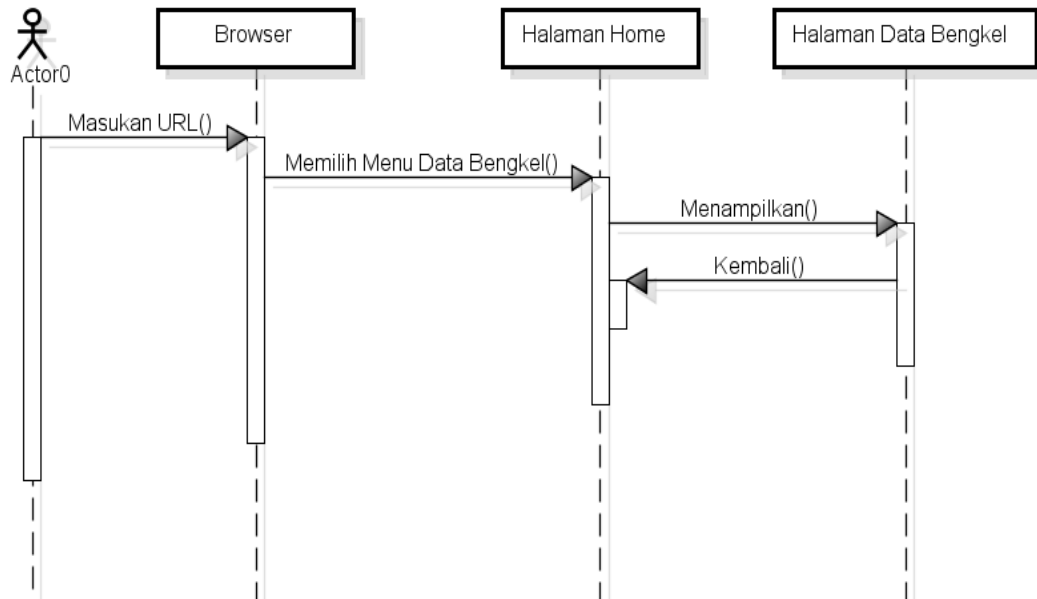 Browser
Halaman Home
Halaman Data Bengkel
Actor0
Masukan URL()
Memilih Menu Data Bengkel()
Menampilkan()
Kembali()